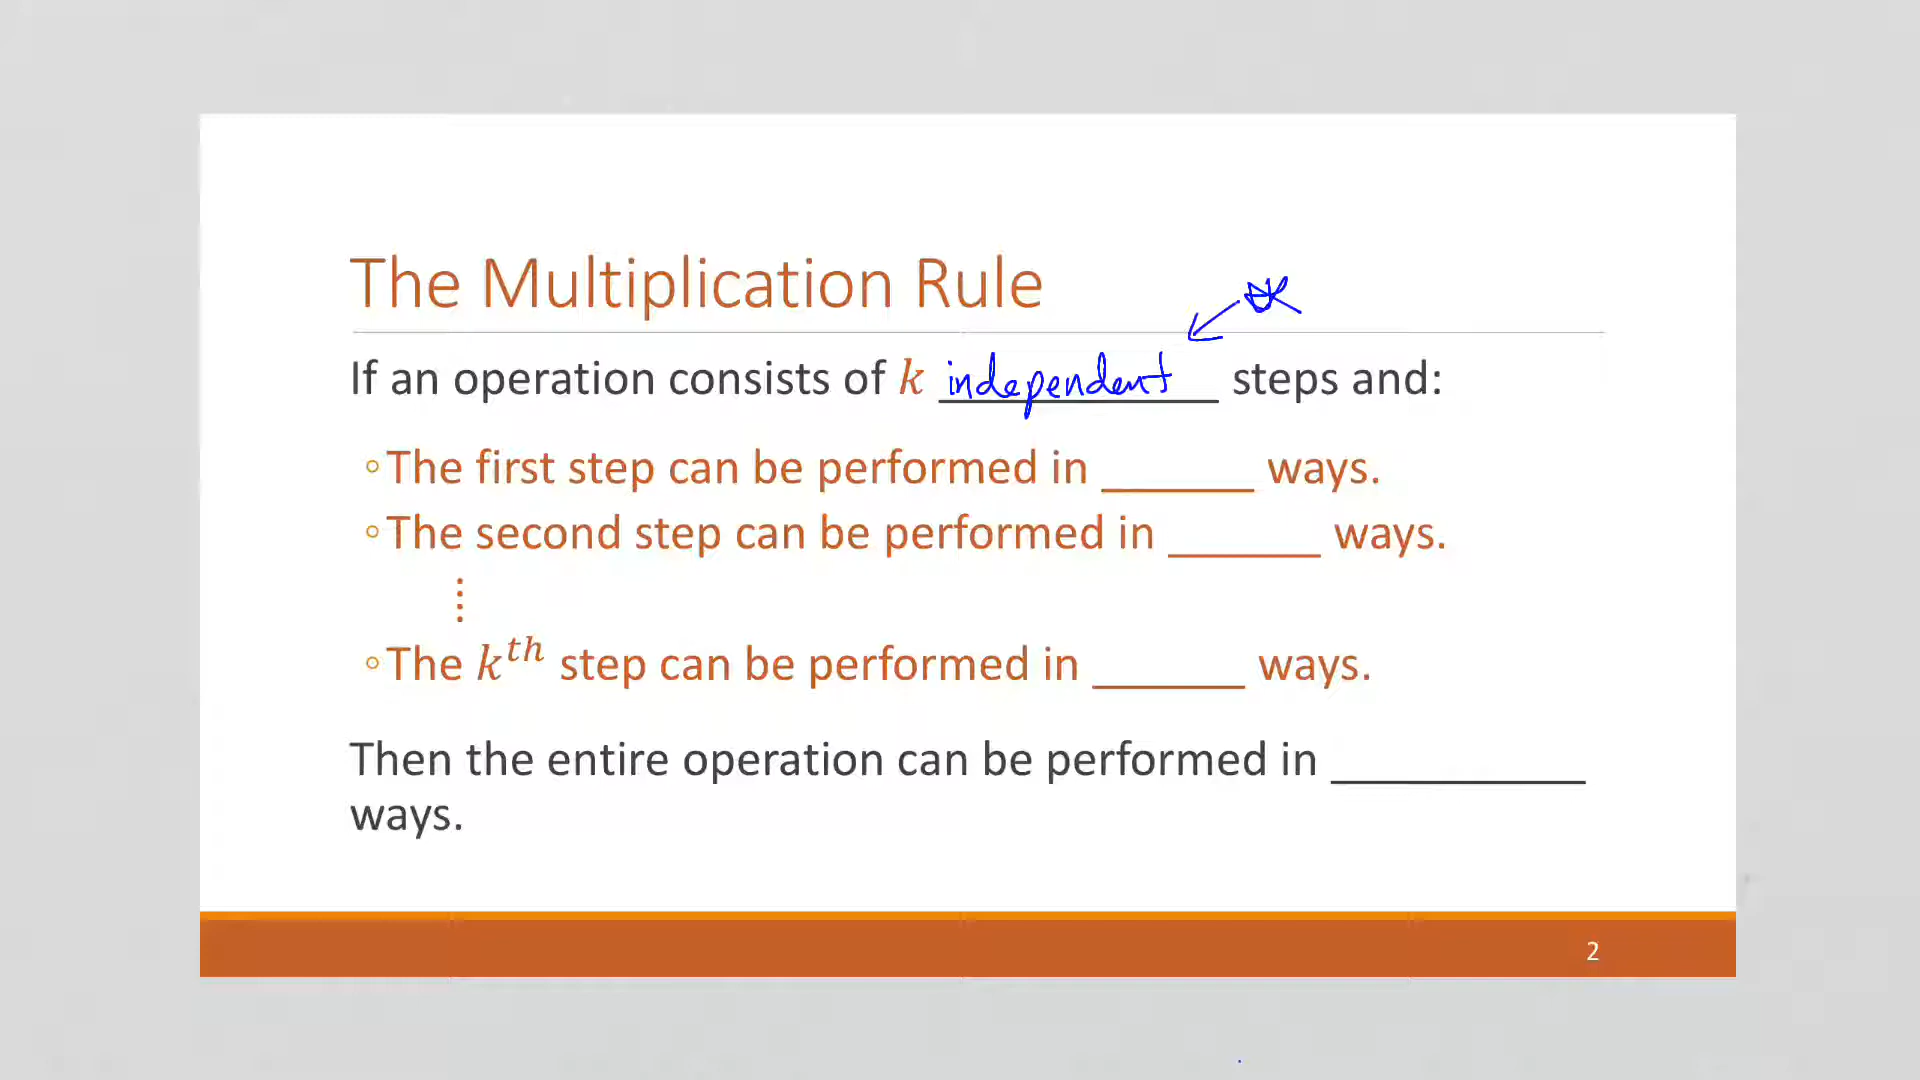 The Multiplication Rule
If an operation consists of k independent steps and:
◦The first step can be performed in ______ ways.
◦The second step can be performed in ______ ways.
⋮
◦The kᵗʰ step can be performed in ______ ways.
Then the entire operation can be performed in __________
ways.
2